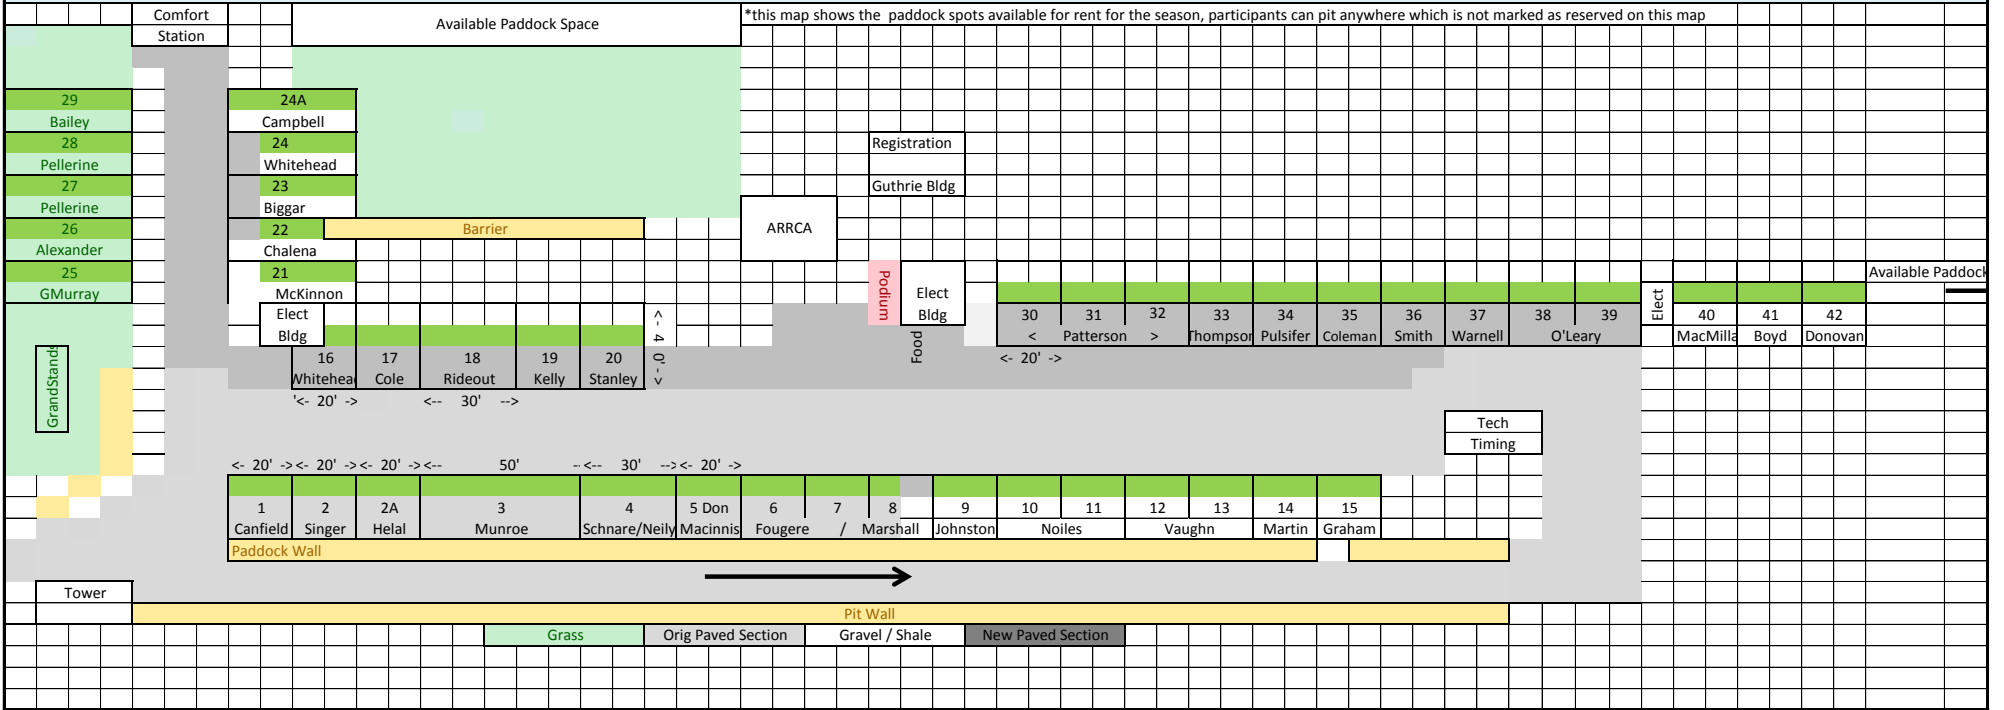 Comfort
Station
Available Paddock Space
*this map shows the paddock spots available for rent for the season, participants can pit anywhere which is not marked as reserved on this map
29
Bailey
28
Pellerine
27
Pellerine
26
Alexander
25
GMurray
24A
Campbell
24
Whitehead
23
Biggar
22
Chalena
21
McKinnon
Barrier
ARRCA
Registration
Guthrie Bldg
Podium
Elect
Bldg
Food
Elect
Bldg
<- 4 0' ->
30 31 32 33 34 35 36 37 38 39
< Patterson > Thompson Pulsifer Coleman Smith Warnell O'Leary
<- 20' ->
Elect
40 41 42
MacMilla Boyd Donovan
Available Paddock
16 17 18 19 20
Whitehead Cole Rideout Kelly Stanley
'<- 20' -> <-- 30' -->
GrandStands
Tech
Timing
<- 20' -> <- 20' -> <- 20' -> <-- 50' -- <-- 30' --> <- 20' ->
1 2 2A 3 4 5 Don 6 7 8 9 10 11 12 13 14 15
Canfield Singer Helal Munroe Schnare/Neily Macinnis Fougere / Marshall Johnston Noiles Vaughn Martin Graham
Paddock Wall
Tower
Pit Wall
Grass Orig Paved Section Gravel / Shale New Paved Section